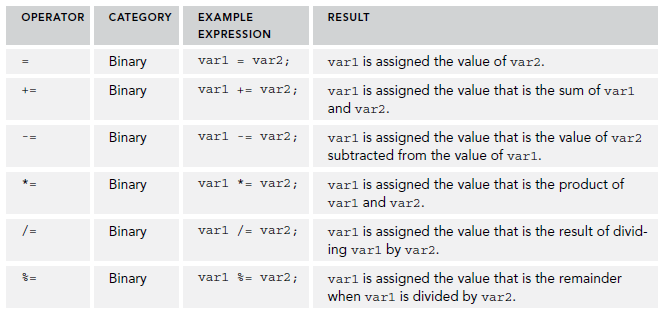 OPERATOR CATEGORY EXAMPLE EXPRESSION RESULT
= Binary var1 = var2; var1 is assigned the value of var2.
+= Binary var1 += var2; var1 is assigned the value that is the sum of var1
and var2.
-= Binary var1 -= var2; var1 is assigned the value that is the value of var2
subtracted from the value of var1.
*= Binary var1 *= var2; var1 is assigned the value that is the product of
var1 and var2.
/= Binary var1 /= var2; var1 is assigned the value that is the result of divid-
ing var1 by var2.
%= Binary var1 %= var2; var1 is assigned the value that is the remainder
when var1 is divided by var2.